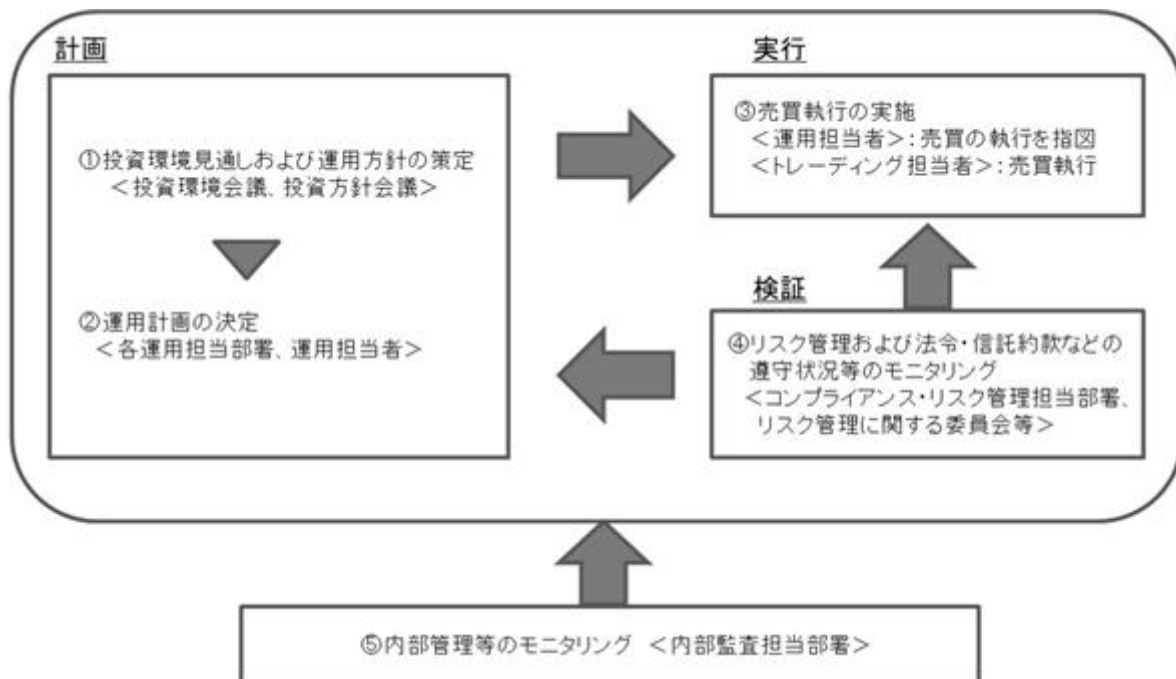 計画
①投資環境見通しおよび運用方針の策定
＜投資環境会議、投資方針会議＞
②運用計画の決定
＜各運用担当部署、運用担当者＞
実行
③売買執行の実施
＜運用担当者＞：売買の執行を指図
＜トレーディング担当者＞：売買執行
検証
④リスク管理および法令・信託約款などの
遵守状況等のモニタリング
＜コンプライアンス・リスク管理担当部署、
リスク管理に関する委員会等＞
⑤内部管理等のモニタリング ＜内部監査担当部署＞